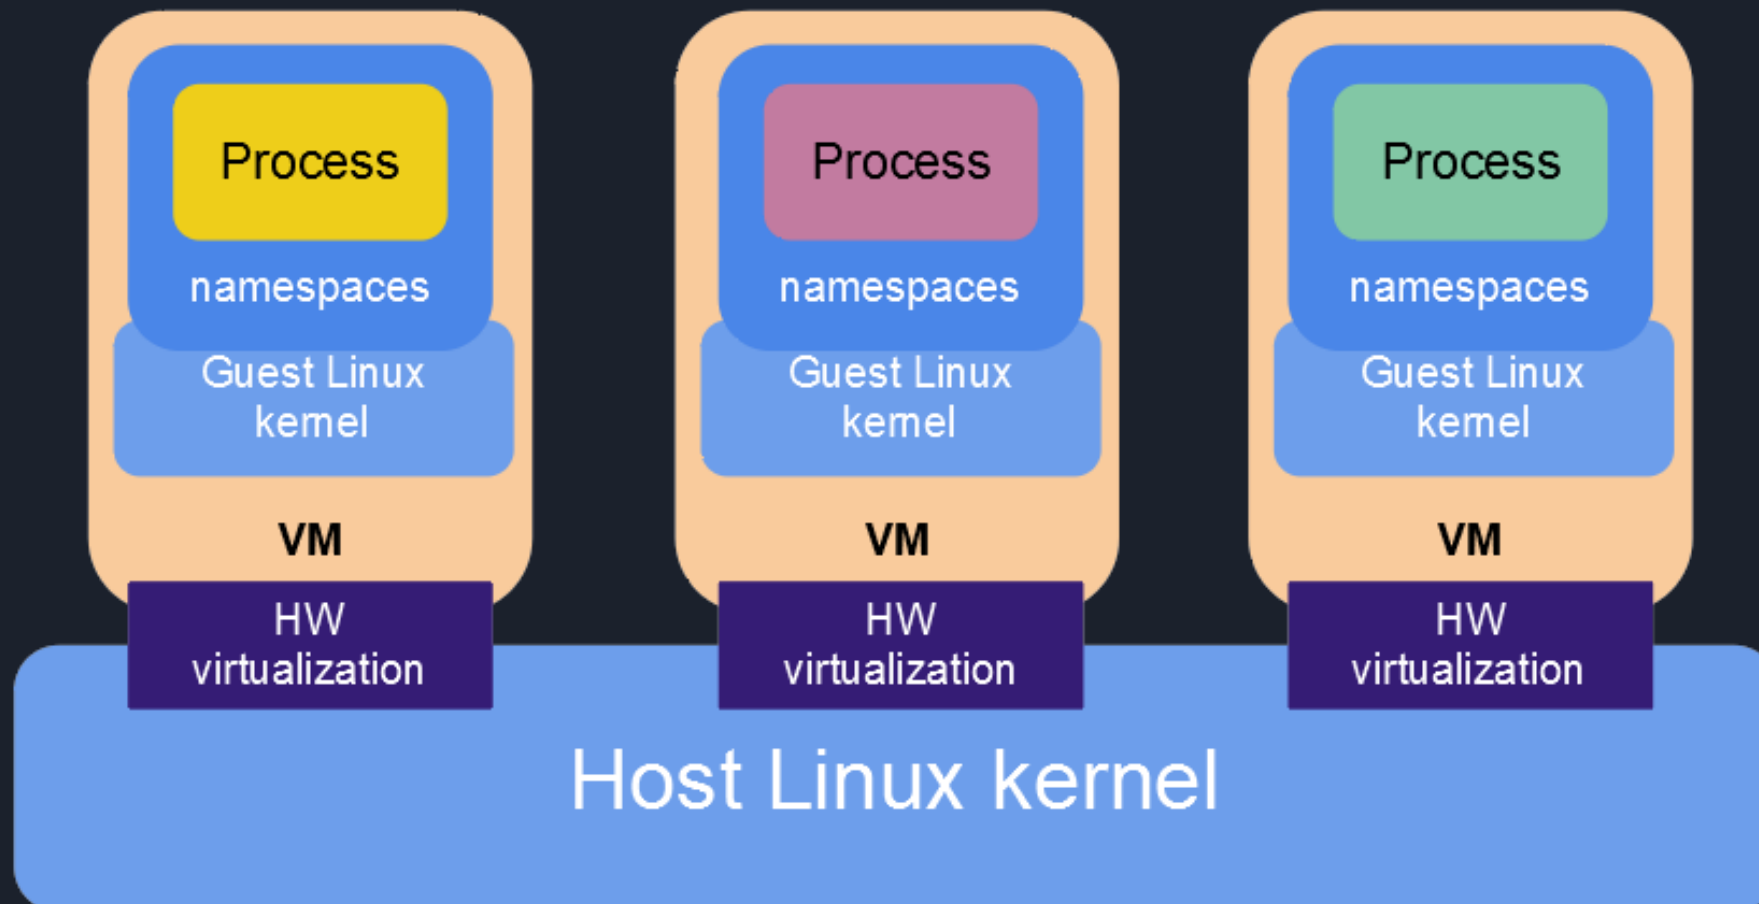 Process
Process
Process
namespaces
namespaces
namespaces
Guest Linux
kernel
Guest Linux
kernel
Guest Linux
kernel
VM
VM
VM
HW
virtualization
HW
virtualization
HW
virtualization
Host Linux kernel